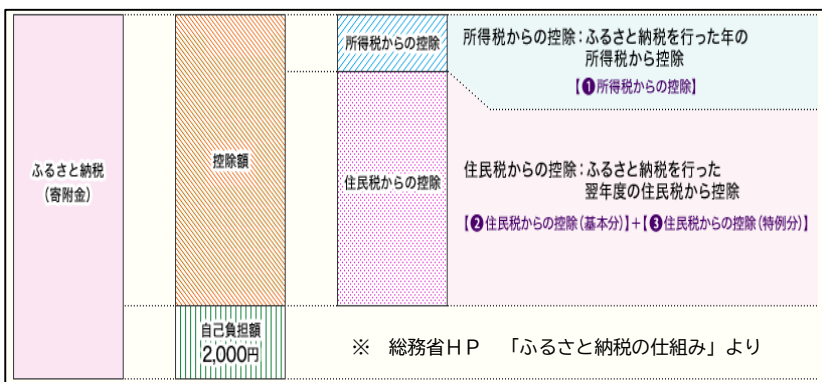 ふるさと納税
(寄附金)
控除額
自己負担額
2,000円
所得税からの控除
住民税からの控除
所得税からの控除：ふるさと納税を行った年の
所得税から控除
【❶所得税からの控除】
住民税からの控除：ふるさと納税を行った
翌年度の住民税から控除
【❷住民税からの控除(基本分)】+【❸住民税からの控除(特例分)】
※　総務省ＨＰ　「ふるさと納税の仕組み」より